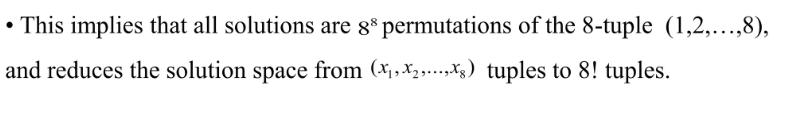 • This implies that all solutions are 8⁸ permutations of the 8-tuple (1,2,…,8),
and reduces the solution space from (x₁,x₂,…,x₈) tuples to 8! tuples.